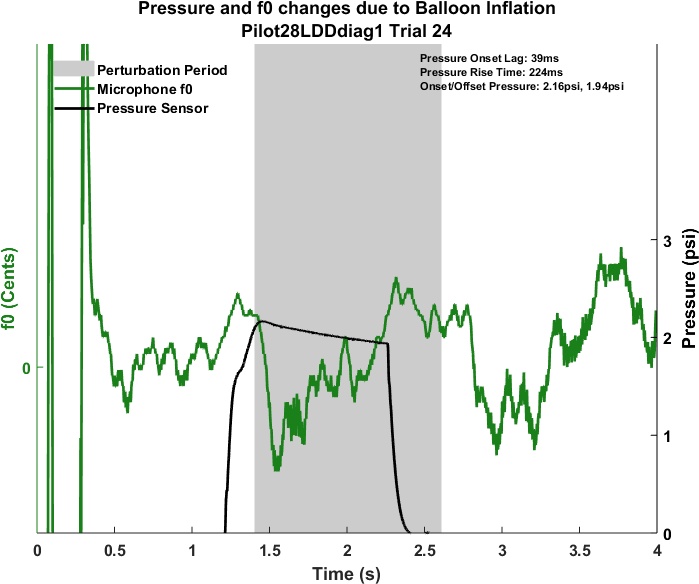 Pressure and f0 changes due to Balloon Inflation
Pilot28LDDdiag1 Trial 24
Perturbation Period
Microphone f0
Pressure Sensor
Pressure Onset Lag: 39ms
Pressure Rise Time: 224ms
Onset/Offset Pressure: 2.16psi, 1.94psi
f0 (Cents)
0
3
2
1
0
Pressure (psi)
0 0.5 1 1.5 2 2.5 3 3.5 4
Time (s)